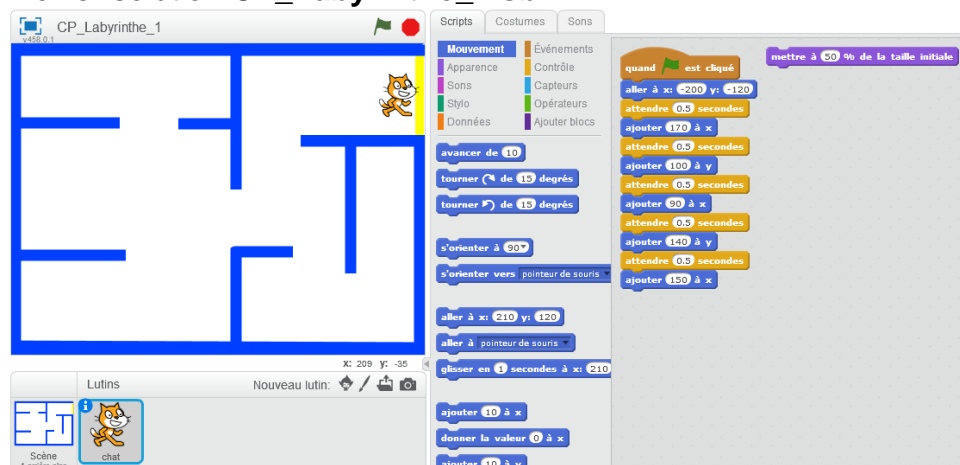 CP_Labyrinthe_1
v458.0.1
x: 209 y: -35
Lutins
Nouveau lutin:
Scène
chat
Scripts
Costumes
Sons
Mouvement
Événements
Apparence
Contrôle
Sons
Capteurs
Stylo
Opérateurs
Données
Ajouter blocs
avancer de 10
tourner de 15 degrés
tourner de 15 degrés
s'orienter à 90
s'orienter vers pointeur de souris
aller à x: 210 y: 120
aller à pointeur de souris
glisser en 1 secondes à x: 210
ajouter 10 à x
donner la valeur 0 à x
ajouter 10 à y
quand est cliqué
aller à x: -200 y: -120
attendre 0.5 secondes
ajouter 170 à x
attendre 0.5 secondes
ajouter 100 à y
attendre 0.5 secondes
ajouter 90 à x
attendre 0.5 secondes
ajouter 140 à y
attendre 0.5 secondes
ajouter 150 à x
mettre à 50 % de la taille initiale